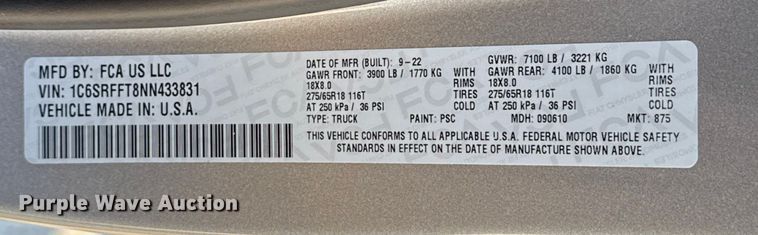 MFD BY: FCA US LLC
VIN: 1C6SRFFT8NN433831
VEHICLE MADE IN: U.S.A.
DATE OF MFR (BUILT): 9-22 GVWR: 7100 LB / 3221 KG
GAWR FRONT: 3900 LB / 1770 KG WITH GAWR REAR: 4100 LB / 1860 KG WITH
18X8.0 RIMS 18X8.0 RIMS
275/65R18 116T TIRES 275/65R18 116T TIRES
AT 250 kPa / 36 PSI COLD AT 250 kPa / 36 PSI COLD
TYPE: TRUCK PAINT: PSC MDH: 090610 MKT: 875
THIS VEHICLE CONFORMS TO ALL APPLICABLE U.S.A. FEDERAL MOTOR VEHICLE SAFETY
STANDARDS IN EFFECT ON THE DATE OF MANUFACTURE SHOWN ABOVE
Purple Wave Auction